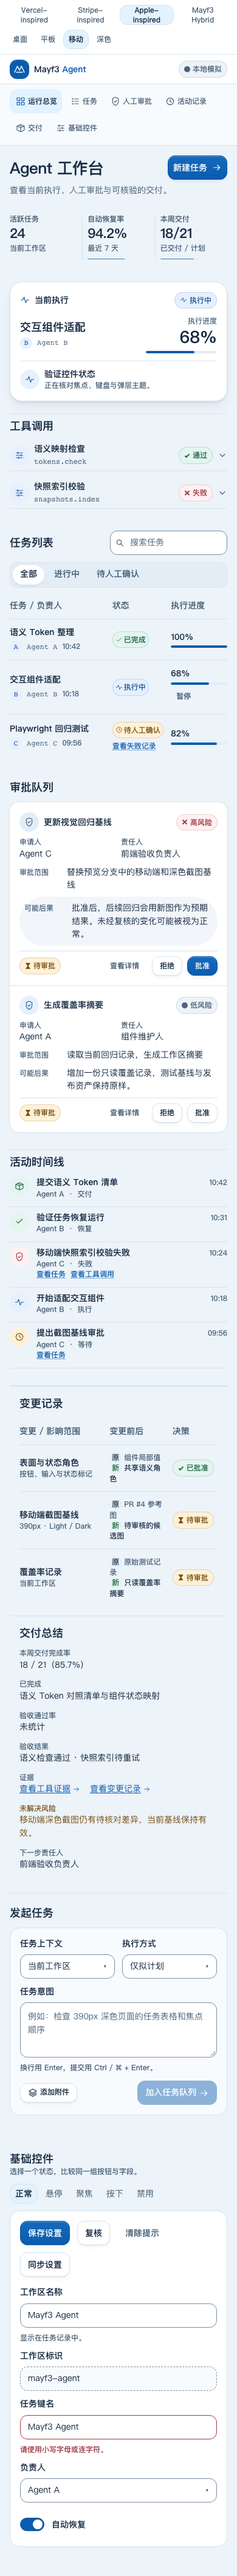 Vercel-inspired
Stripe-inspired
Apple-inspired
Mayf3 Hybrid
桌面 平板 移动 深色
Mayf3 Agent
本地模拟
运行总览 任务 人工审批 活动记录
交付 基础控件
Agent 工作台
新建任务 →
查看当前执行、人工审批与可核验的交付。
活跃任务
24
当前工作区
自动恢复率
94.2%
最近 7 天
本周交付
18/21
已交付 / 计划
当前执行
执行中
交互组件适配
B Agent B
执行进度
68%
验证控件状态
正在核对焦点，键盘与弹层主题。
工具调用
语义映射检查
tokens.check
通过
快照索引校验
snapshots.index
失败
任务列表
搜索任务
全部 进行中 待人工确认
任务 / 负责人 状态 执行进度
语义 Token 整理
A Agent A 10:42
已完成
100%
交互组件适配
B Agent B 10:18
执行中
68%
暂停
Playwright 回归测试
C Agent C 09:56
待人工确认
查看失败记录
82%
审批队列
更新视觉回归基线
高风险
申请人
Agent C
责任人
前端验收负责人
审批范围 替换预览分支中的移动端和深色截图基线
可能后果 批准后，后续回归会用新图作为预期结果。未经复核的变化可能被视为正常。
待审批
查看详情 拒绝 批准
生成覆盖率摘要
低风险
申请人
Agent A
责任人
组件维护人
审批范围 读取当前回归记录，生成工作区摘要
可能后果 增加一份只读覆盖记录，测试基线与发布资产保持原样。
待审批
查看详情 拒绝 批准
活动时间线
提交语义 Token 清单 10:42
Agent A · 交付
验证任务恢复运行 10:31
Agent B · 恢复
移动端快照索引校验失败 10:24
Agent C · 失败
查看任务 查看工具调用
开始适配交互组件 10:18
Agent B · 执行
提出截图基线审批 09:56
Agent C · 等待
查看任务
变更记录
变更 / 影响范围 变更前后 决策
表面与状态角色
按钮、输入与状态标记
原 组件局部值
新 共享语义角色
已批准
移动端截图基线
390px · Light / Dark
原 PR #4 参考图
新 待审核的候选图
待审批
覆盖率记录
当前工作区
原 原始测试记录
新 只读覆盖率摘要
待审批
交付总结
本周交付完成率
18 / 21（85.7%）
已完成
语义 Token 对照清单与组件状态映射
验收通过率
未统计
验收结果
语义检查通过 · 快照索引待重试
证据
查看工具证据 → 查看变更记录 →
未解决风险
移动端深色截图仍有待核对差异，当前基线保持有效。
下一步责任人
前端验收负责人
发起任务
任务上下文
当前工作区
执行方式
仅拟计划
任务意图
例如：检查 390px 深色页面的任务表格和焦点顺序
换行用 Enter，提交用 Ctrl / ⌘ + Enter。
添加附件
加入任务队列 →
基础控件
选择一个状态，比较同一组按钮与字段。
正常 悬停 聚焦 按下 禁用
保存设置 复核 清除提示
同步设置
工作区名称
Mayf3 Agent
显示在任务记录中。
工作区标识
mayf3-agent
任务键名
Mayf3 Agent
请使用小写字母或连字符。
负责人
Agent A
自动恢复